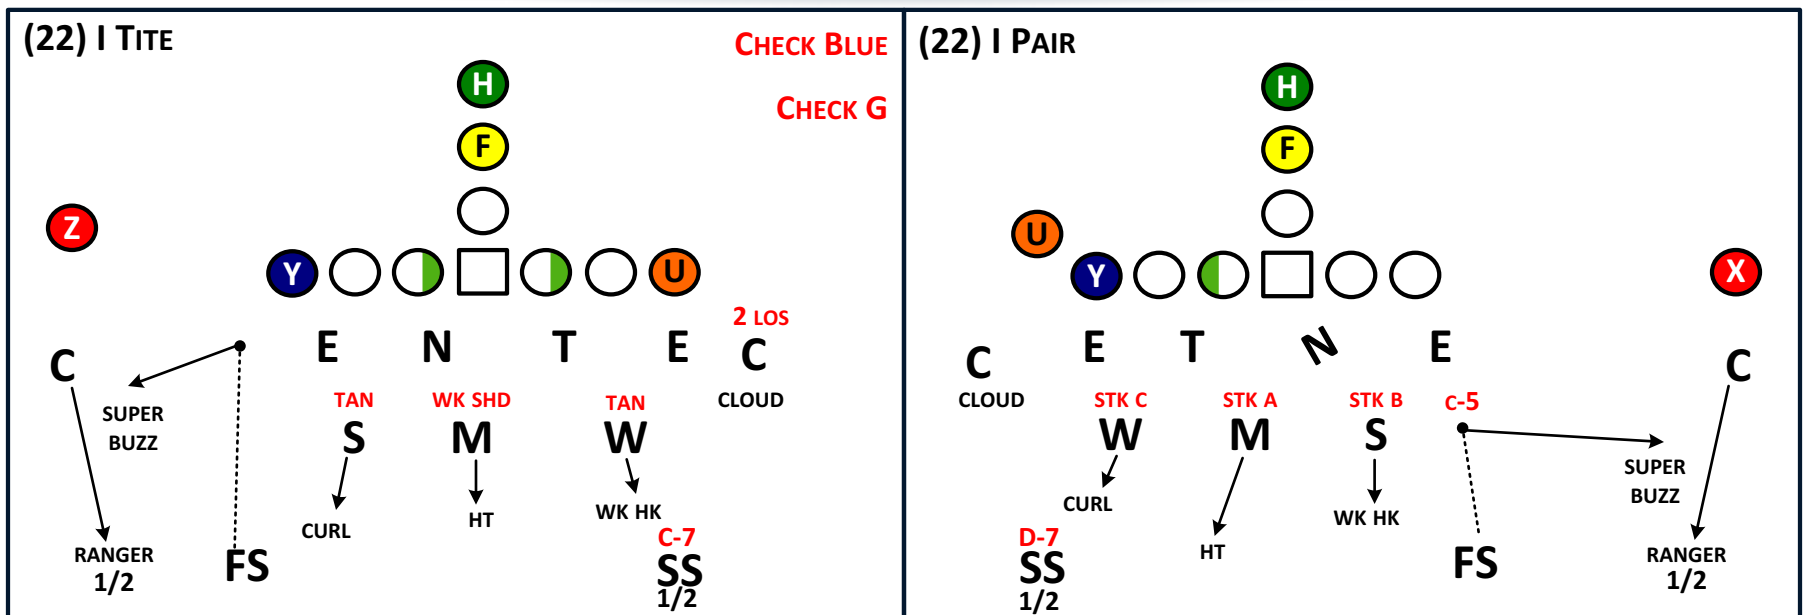 (22) I TITE
CHECK BLUE
CHECK G
H
F
Z
Y
U
2 LOS
E N T E C
C
SUPER
BUZZ
TAN
WK SHD
TAN
CLOUD
S M W
CURL
HT
WK HK
C-7
RANGER
1/2
FS
SS
1/2
(22) I PAIR
H
F
U
Y
X
C
E T N E
C
CLOUD
STK C
STK A
STK B
C-5
W M S
SUPER
BUZZ
CURL
HT
WK HK
D-7
SS
1/2
FS
RANGER
1/2